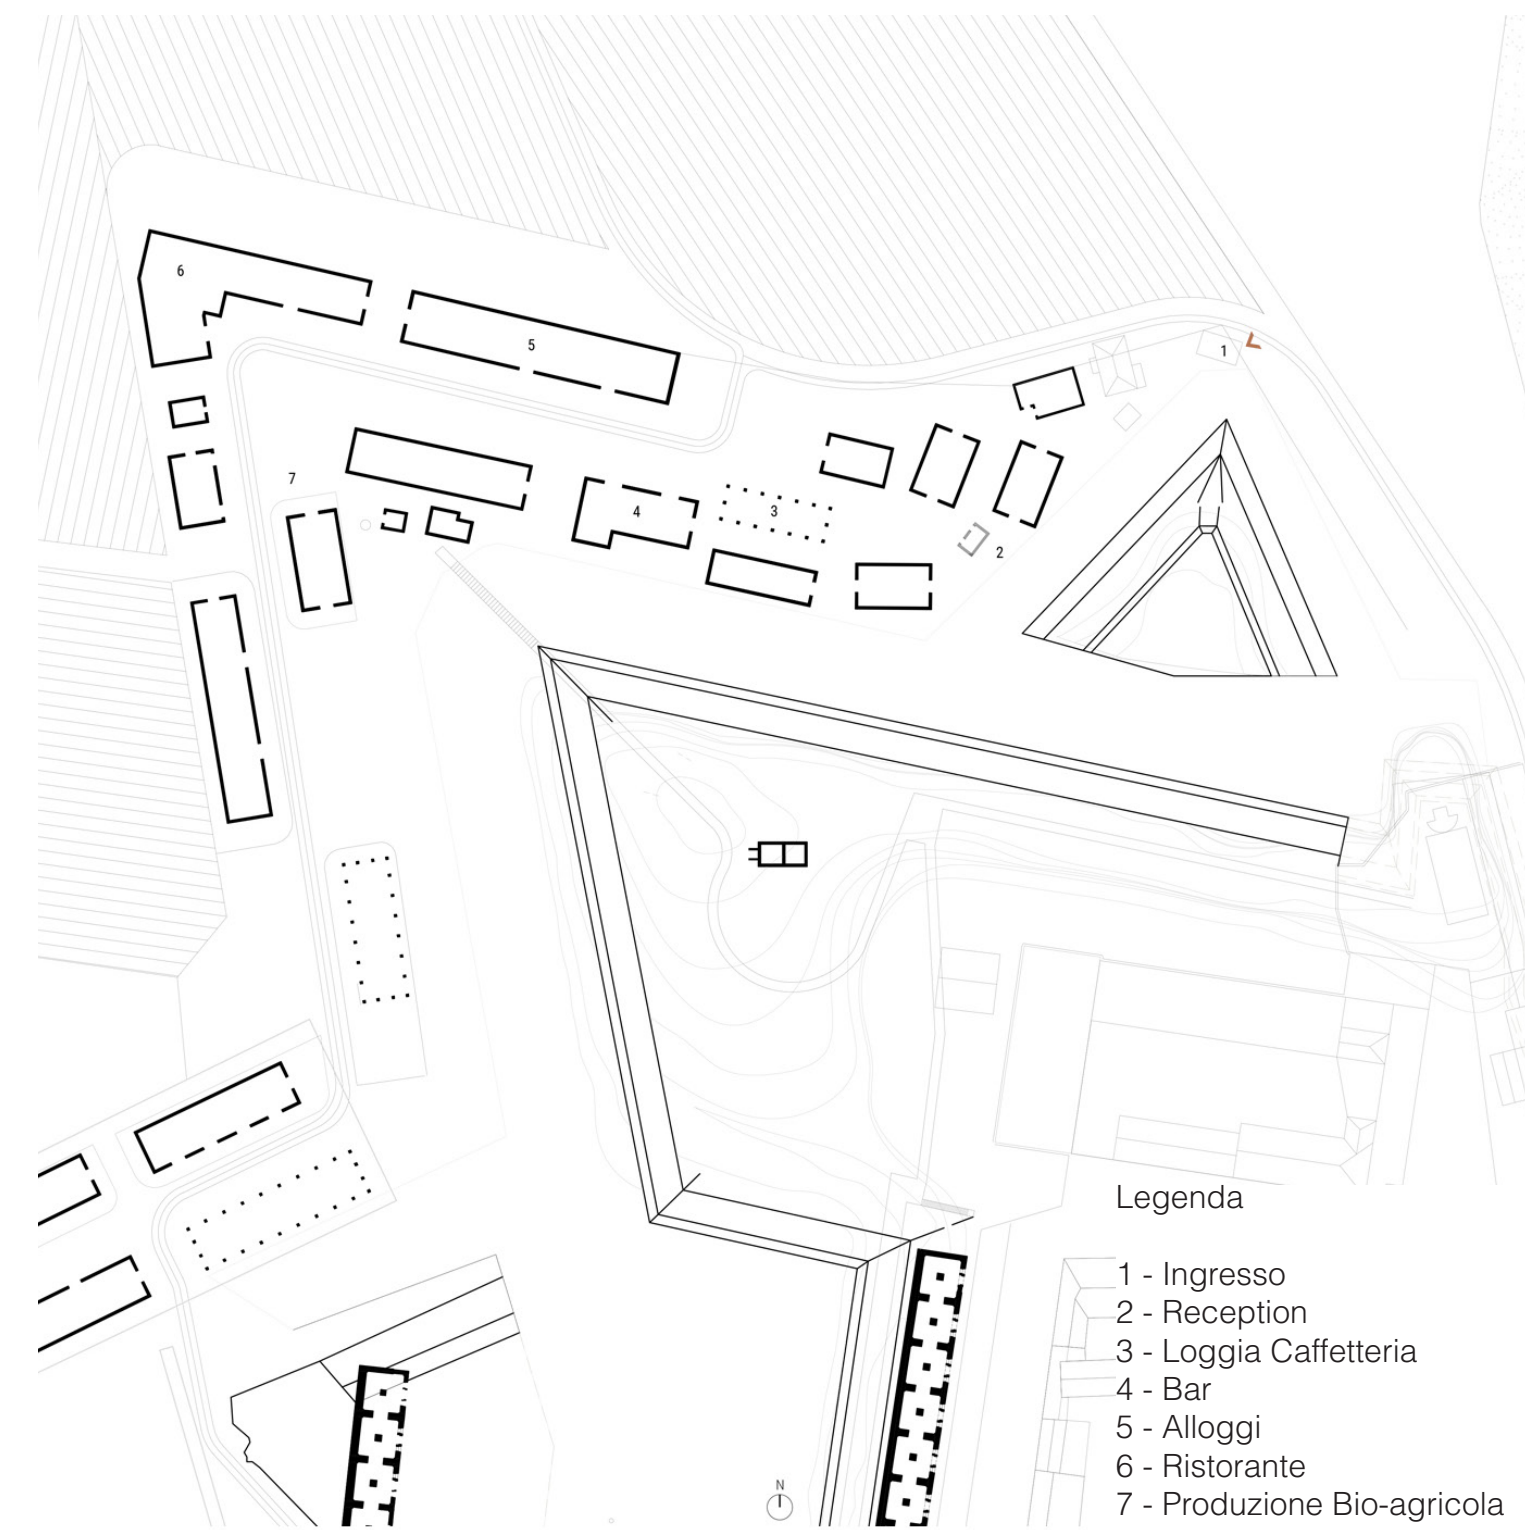 6
5
1
7
4
3
2
N
Legenda
1 - Ingresso
2 - Reception
3 - Loggia Caffetteria
4 - Bar
5 - Alloggi
6 - Ristorante
7 - Produzione Bio-agricola